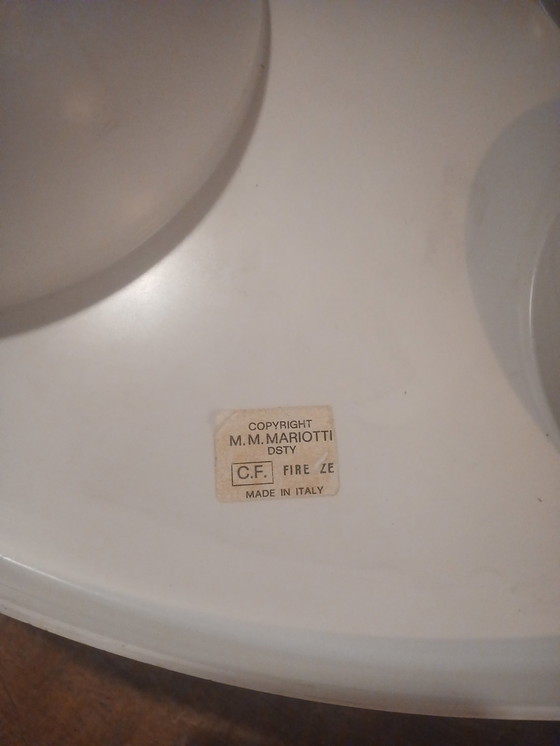 COPYRIGHT
M.M.MARIOTTI
DSTY
C.F. FIRE ZE
MADE IN ITALY